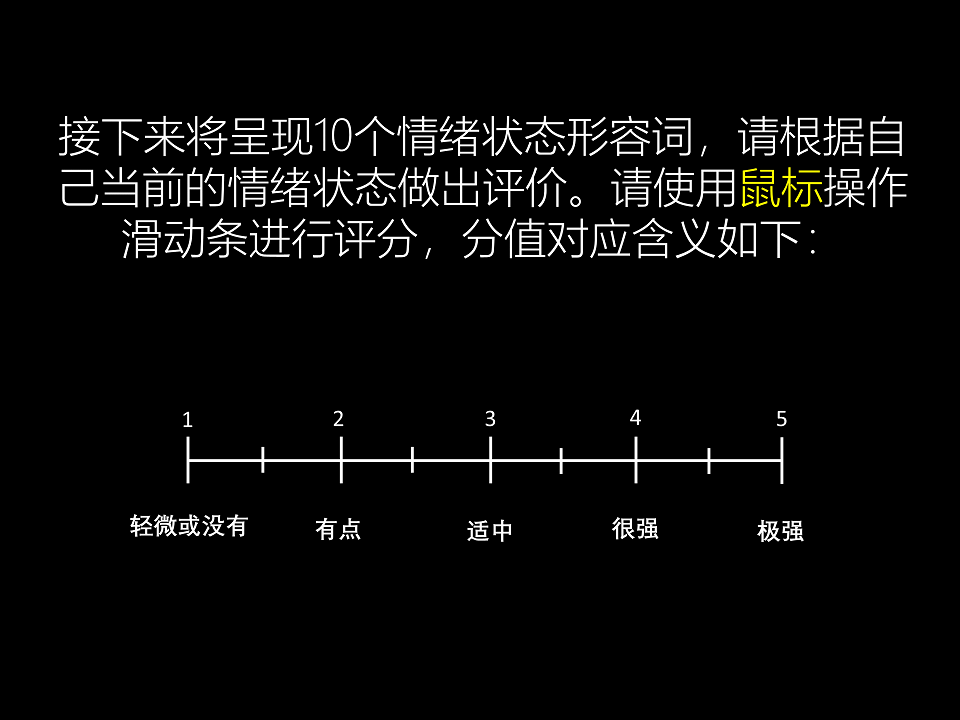 接下来将呈现10个情绪状态形容词，请根据自
己当前的情绪状态做出评价。请使用鼠标操作
滑动条进行评分，分值对应含义如下：
1 2 3 4 5
轻微或没有 有点 适中 很强 极强